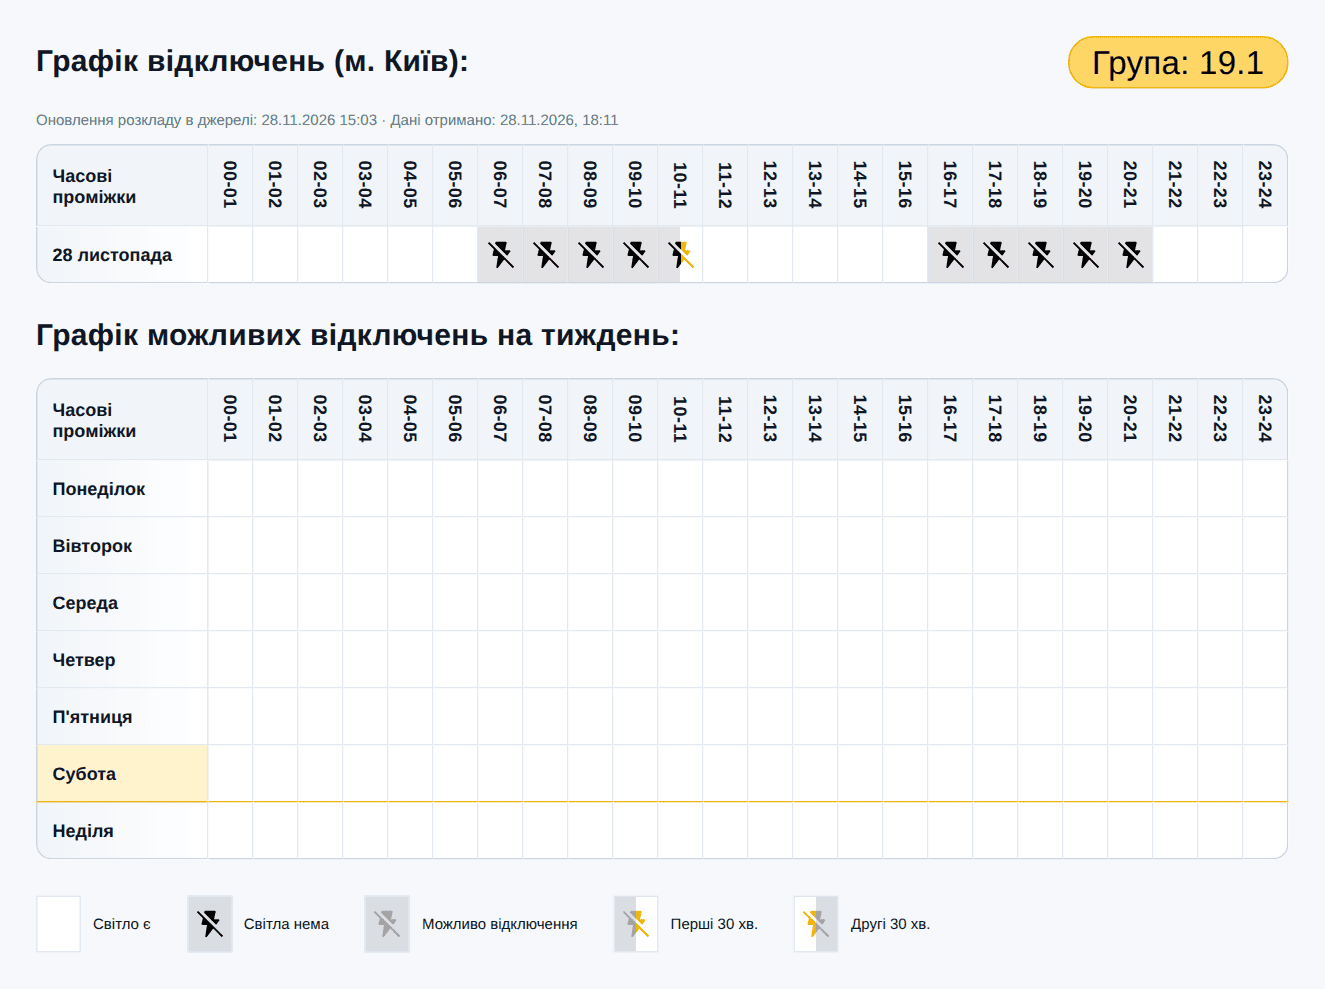 Графік відключень (м. Київ):
Група: 19.1
Оновлення розкладу в джерелі: 28.11.2026 15:03 · Дані отримано: 28.11.2026, 18:11
Часові
проміжки
00-01 01-02 02-03 03-04 04-05 05-06 06-07 07-08 08-09 09-10 10-11 11-12 12-13 13-14 14-15 15-16 16-17 17-18 18-19 19-20 20-21 21-22 22-23 23-24
28 листопада
Графік можливих відключень на тиждень:
Часові
проміжки
00-01 01-02 02-03 03-04 04-05 05-06 06-07 07-08 08-09 09-10 10-11 11-12 12-13 13-14 14-15 15-16 16-17 17-18 18-19 19-20 20-21 21-22 22-23 23-24
Понеділок
Вівторок
Середа
Четвер
П'ятниця
Субота
Неділя
Світло є
Світла нема
Можливо відключення
Перші 30 хв.
Другі 30 хв.